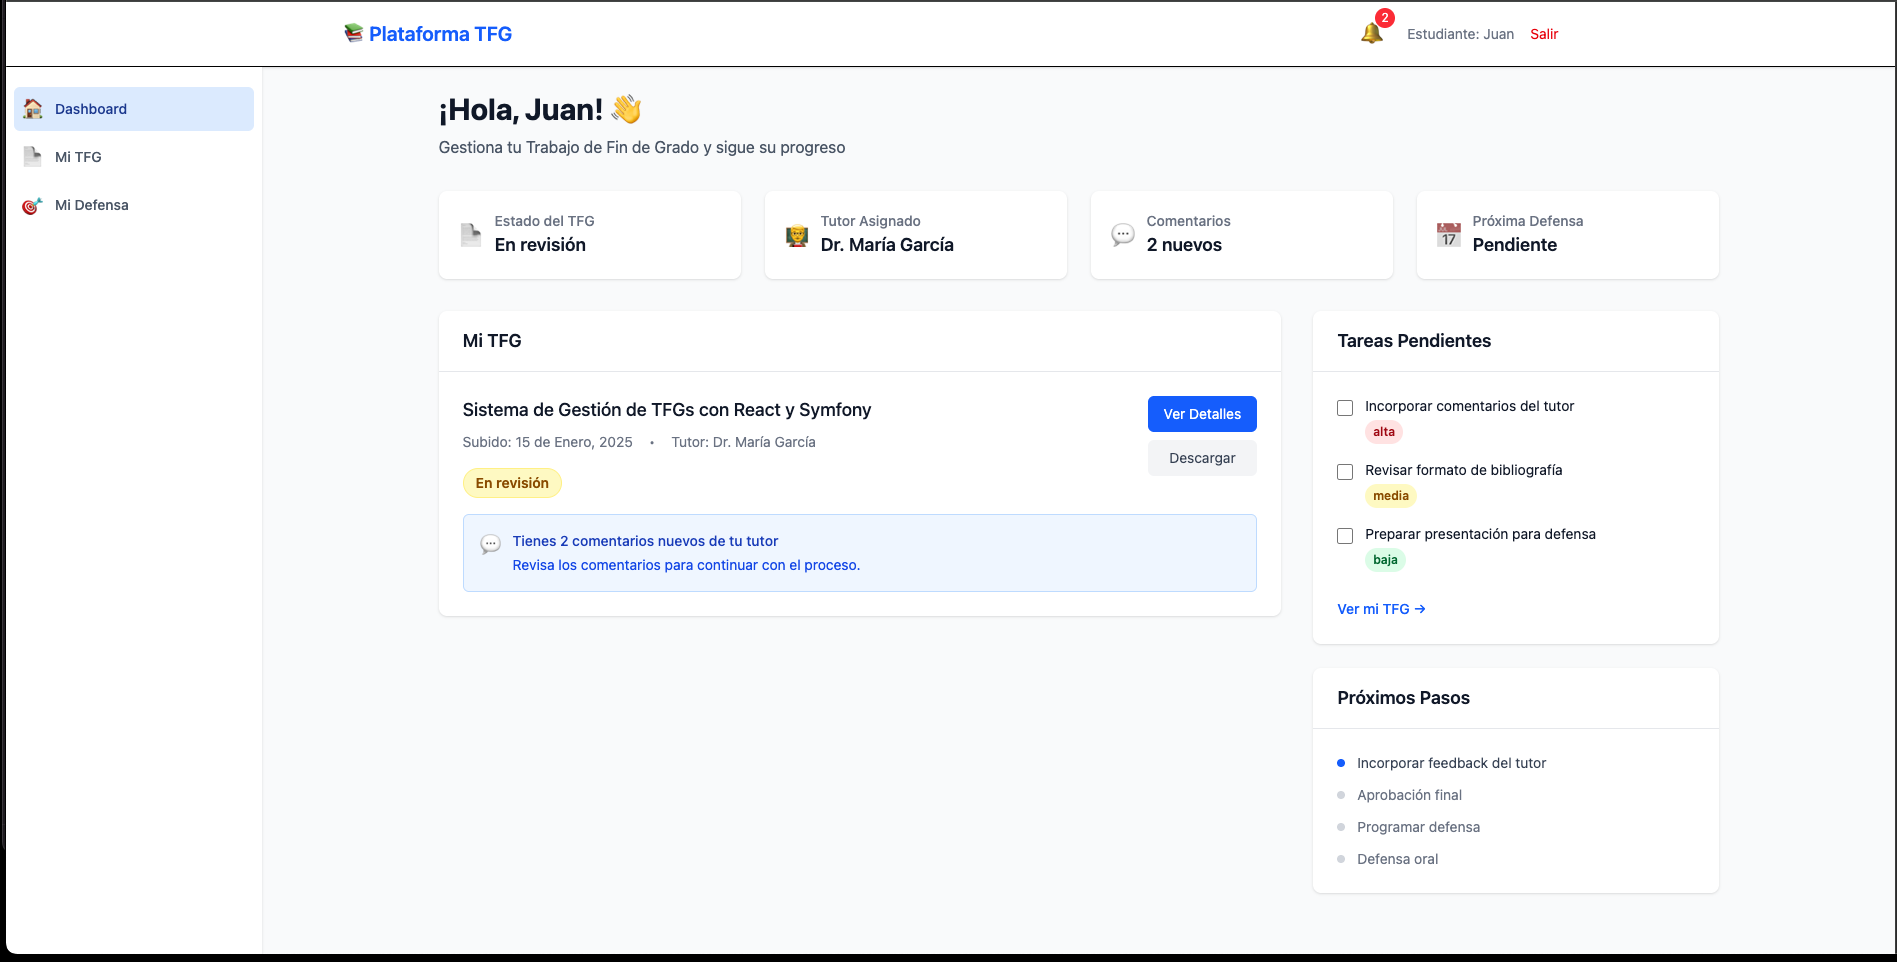 Plataforma TFG
2
Estudiante: Juan
Salir
Dashboard
Mi TFG
Mi Defensa
¡Hola, Juan!
Gestiona tu Trabajo de Fin de Grado y sigue su progreso
Estado del TFG
En revisión
Tutor Asignado
Dr. María García
Comentarios
2 nuevos
17
Próxima Defensa
Pendiente
Mi TFG
Sistema de Gestión de TFGs con React y Symfony
Subido: 15 de Enero, 2025 • Tutor: Dr. María García
En revisión
Ver Detalles
Descargar
Tienes 2 comentarios nuevos de tu tutor
Revisa los comentarios para continuar con el proceso.
Tareas Pendientes
Incorporar comentarios del tutor
alta
Revisar formato de bibliografía
media
Preparar presentación para defensa
baja
Ver mi TFG →
Próximos Pasos
Incorporar feedback del tutor
Aprobación final
Programar defensa
Defensa oral